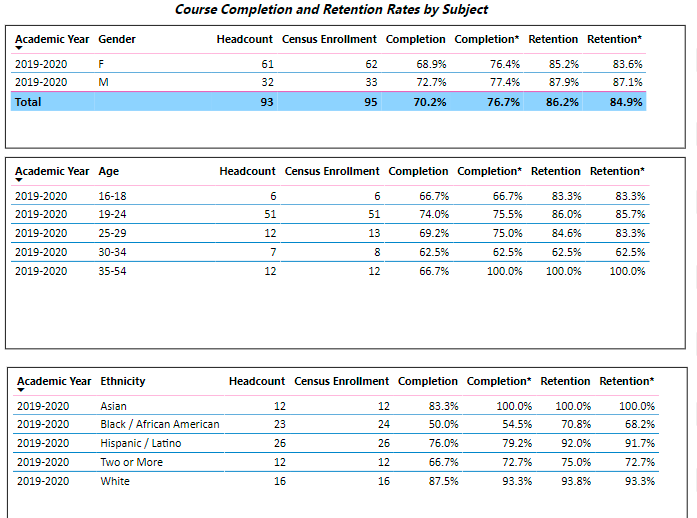 Course Completion and Retention Rates by Subject
Academic Year Gender Headcount Census Enrollment Completion Completion* Retention Retention*
2019-2020 F 61 62 68.9% 76.4% 85.2% 83.6%
2019-2020 M 32 33 72.7% 77.4% 87.9% 87.1%
Total 93 95 70.2% 76.7% 86.2% 84.9%
Academic Year Age Headcount Census Enrollment Completion Completion* Retention Retention*
2019-2020 16-18 6 6 66.7% 66.7% 83.3% 83.3%
2019-2020 19-24 51 51 74.0% 75.5% 86.0% 85.7%
2019-2020 25-29 12 13 69.2% 75.0% 84.6% 83.3%
2019-2020 30-34 7 8 62.5% 62.5% 62.5% 62.5%
2019-2020 35-54 12 12 66.7% 100.0% 100.0% 100.0%
Academic Year Ethnicity Headcount Census Enrollment Completion Completion* Retention Retention*
2019-2020 Asian 12 12 83.3% 100.0% 100.0% 100.0%
2019-2020 Black / African American 23 24 50.0% 54.5% 70.8% 68.2%
2019-2020 Hispanic / Latino 26 26 76.0% 79.2% 92.0% 91.7%
2019-2020 Two or More 12 12 66.7% 72.7% 75.0% 72.7%
2019-2020 White 16 16 87.5% 93.3% 93.8% 93.3%